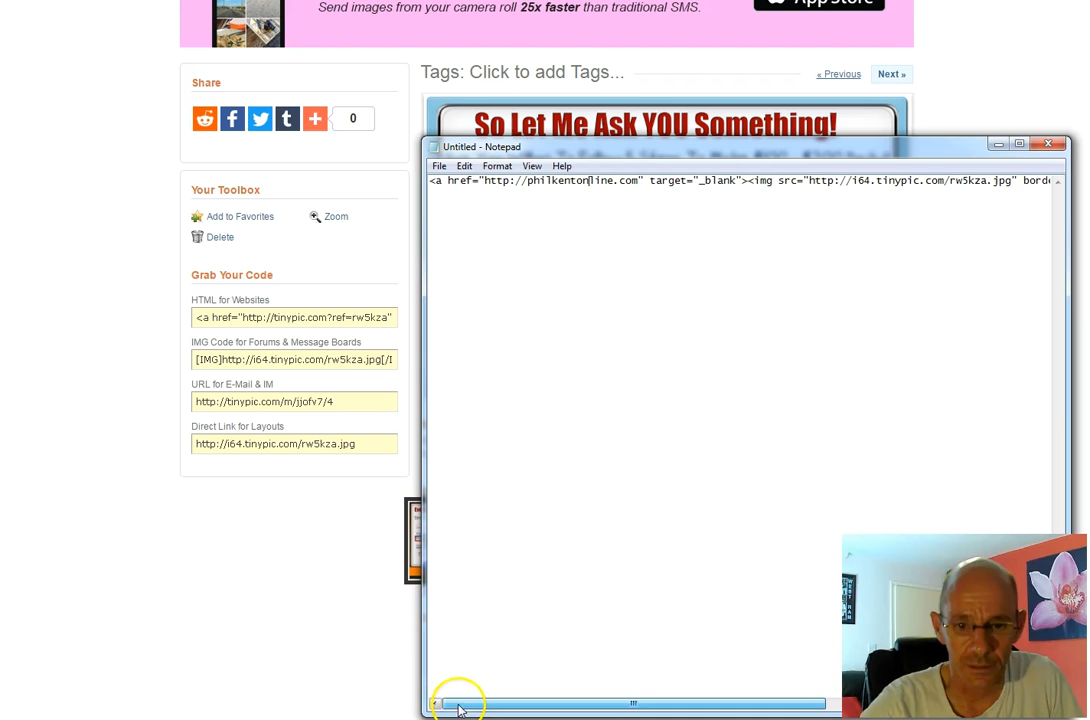 Send images from your camera roll 25x faster than traditional SMS.
App Store
Share
0
Your Toolbox
Add to Favorites
Zoom
Delete
Grab Your Code
HTML for Websites
<a href="http://tinypic.com?ref=rw5kza"
IMG Code for Forums & Message Boards
[IMG]http://i64.tinypic.com/rw5kza.jpg[/I
URL for E-Mail & IM
http://tinypic.com/m/jjofv7/4
Direct Link for Layouts
http://i64.tinypic.com/rw5kza.jpg
Tags: Click to add Tags...
« Previous
Next »
So Let Me Ask YOU Something!
Untitled - Notepad
File Edit Format View Help
<a href="http://philkentonline.com" target="_blank"><img src="http://i64.tinypic.com/rw5kza.jpg" borde